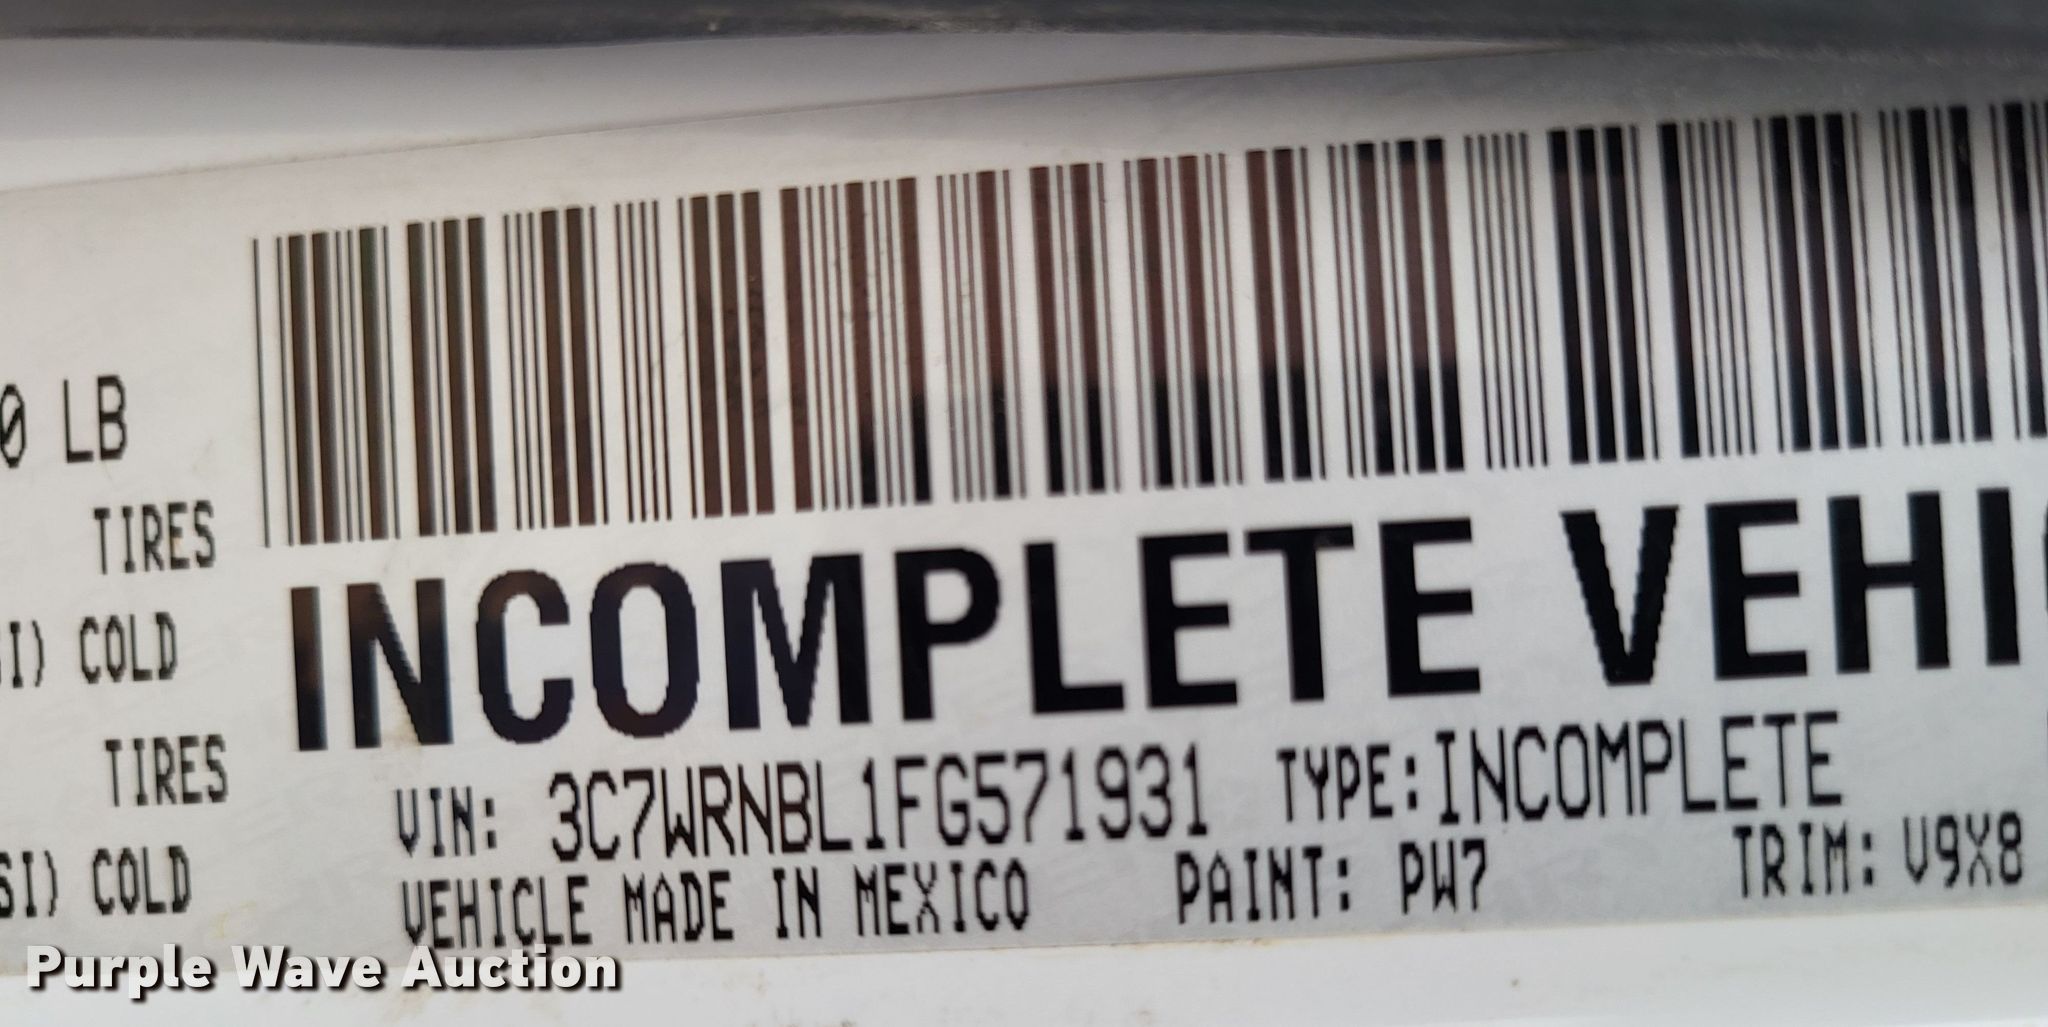 0 LB
TIRES
SI) COLD
TIRES
SI) COLD
INCOMPLETE VEHI
VIN: 3C7WRNBL1FG571931 TYPE: INCOMPLETE
VEHICLE MADE IN MEXICO PAINT: PW7 TRIM: V9X8
Purple Wave Auction